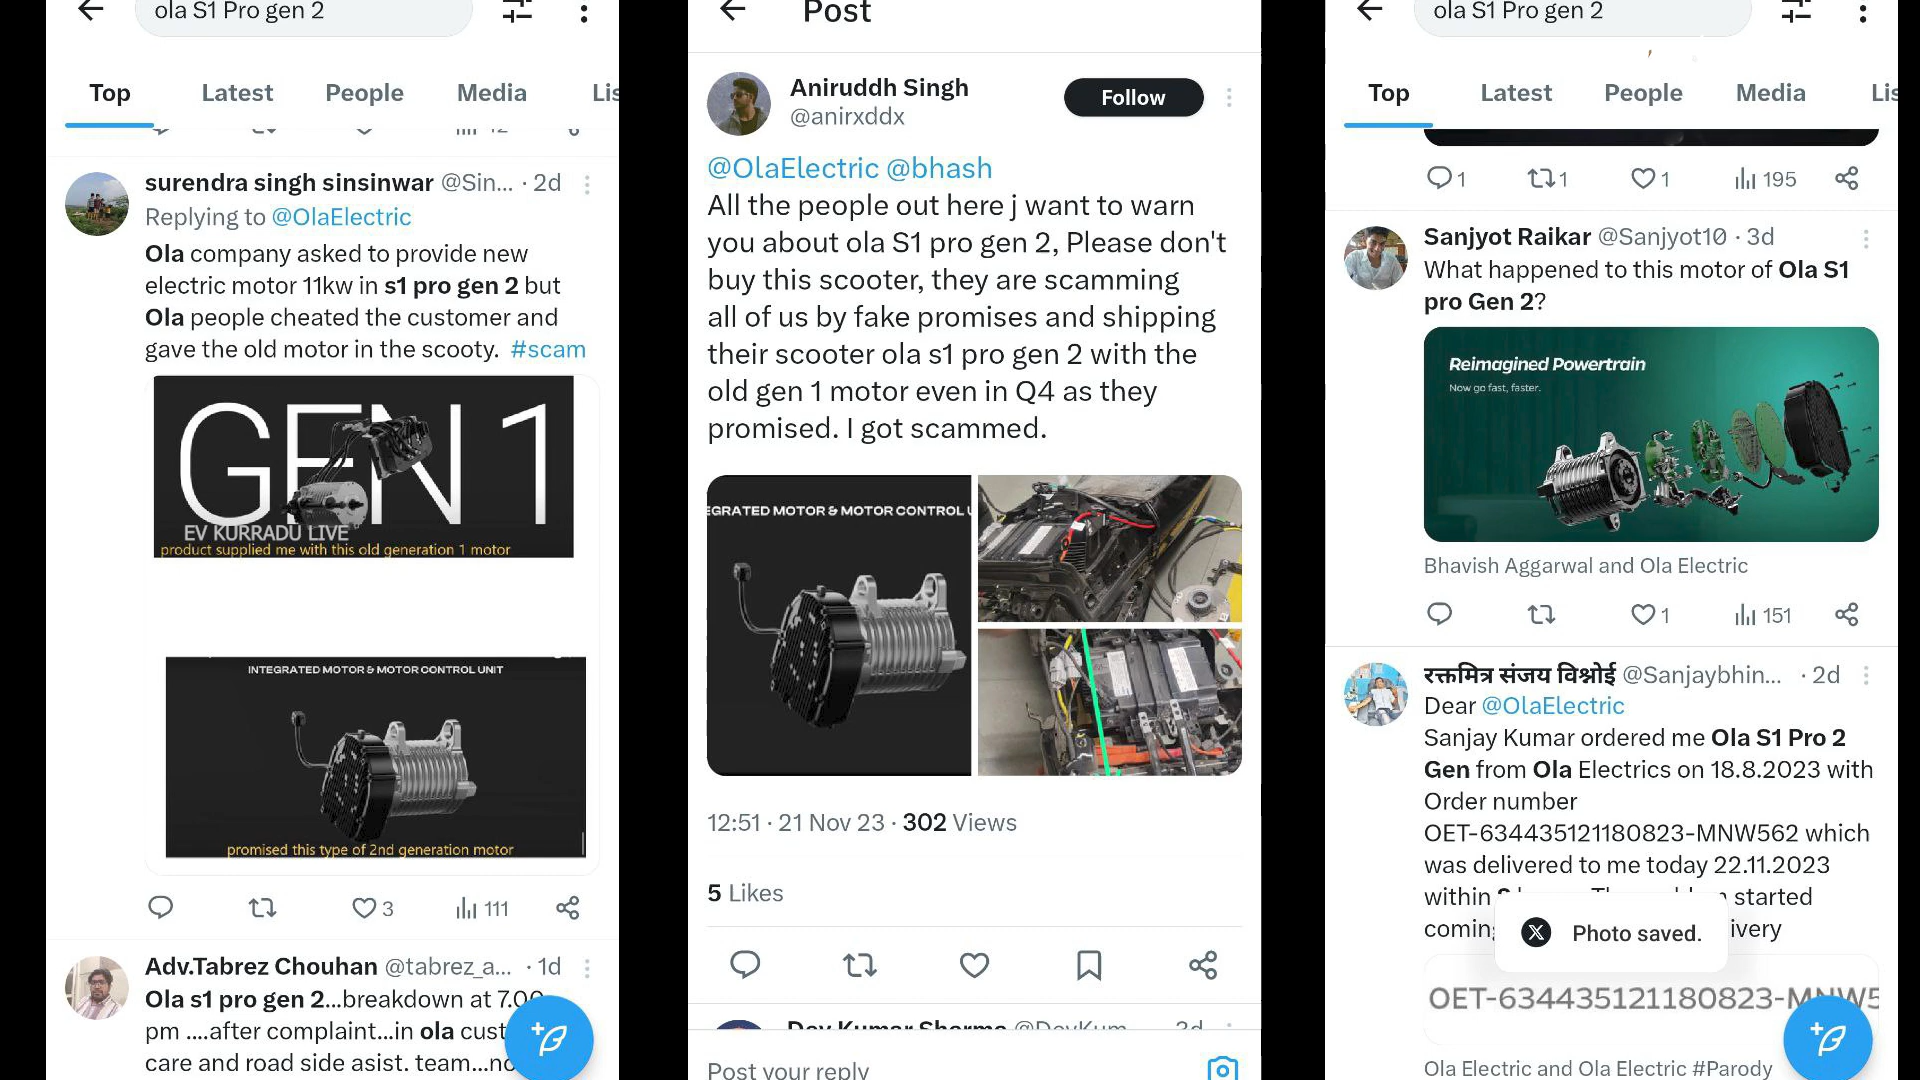 ola S1 Pro gen 2
Top Latest People Media
surendra singh sinsinwar @Sin... · 2d
Replying to @OlaElectric
Ola company asked to provide new
electric motor 11kw in s1 pro gen 2 but
Ola people cheated the customer and
gave the old motor in the scooty. #scam
GEN 1
EV KURRADU LIVE
product supplied me with this old generation 1 motor
INTEGRATED MOTOR & MOTOR CONTROL UNIT
promised this type of 2nd generation motor
3 111
Adv.Tabrez Chouhan @tabrez_a... · 1d
Ola s1 pro gen 2...breakdown at 7.00
pm ....after complaint...in ola cust
care and road side asist. team...no
Post
Aniruddh Singh
@anirxddx
Follow
@OlaElectric @bhash
All the people out here j want to warn
you about ola S1 pro gen 2, Please don't
buy this scooter, they are scamming
all of us by fake promises and shipping
their scooter ola s1 pro gen 2 with the
old gen 1 motor even in Q4 as they
promised. I got scammed.
EGRATED MOTOR & MOTOR CONTROL U
12:51 · 21 Nov 23 · 302 Views
5 Likes
Post your reply
ola S1 Pro gen 2
Top Latest People Media Lis
1 1 1 195
Sanjyot Raikar @Sanjyot10 · 3d
What happened to this motor of Ola S1
pro Gen 2?
Reimagined Powertrain
Now go fast, faster.
Bhavish Aggarwal and Ola Electric
1 151
रक्तमित्र संजय विश्नोई @Sanjaybhin... · 2d
Dear @OlaElectric
Sanjay Kumar ordered me Ola S1 Pro 2
Gen from Ola Electrics on 18.8.2023 with
Order number
OET-634435121180823-MNW562 which
was delivered to me today 22.11.2023
within started
Photo saved.
OET-634435121180823-MNW5
Ola Electric and Ola Electric #Parody